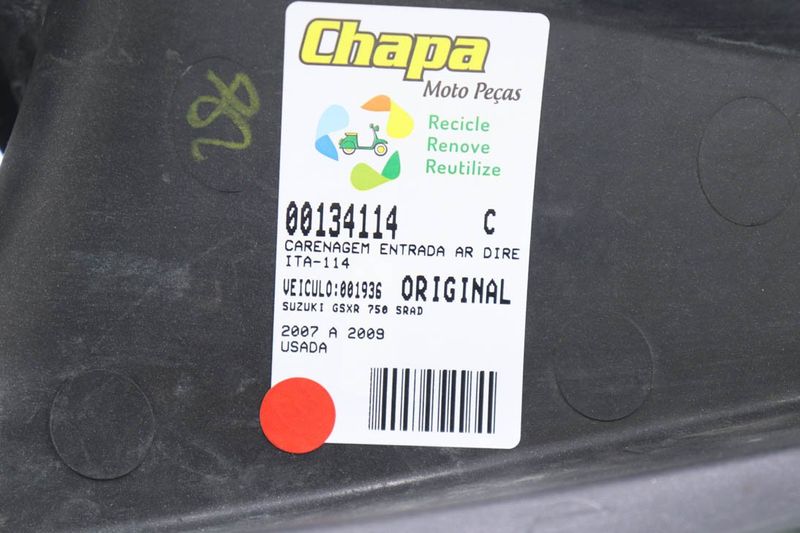 Chapa
Moto Peças
Recicle
Renove
Reutilize
00134114 C
CARENAGEM ENTRADA AR DIRE
ITA-114
VEICULO:001936 ORIGINAL
SUZUKI GSXR 750 SRAD
2007 A 2009
USADA